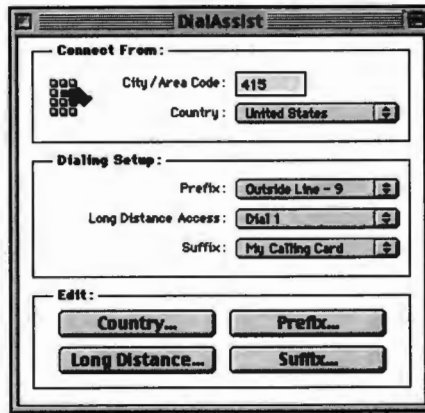 DialAssist
Connect From:
City/Area Code: 415
Country: United States
Dialing Setup:
Prefix: Outside Line - 9
Long Distance Access: Dial 1
Suffix: My Calling Card
Edit:
Country... Prefix...
Long Distance... Suffix...